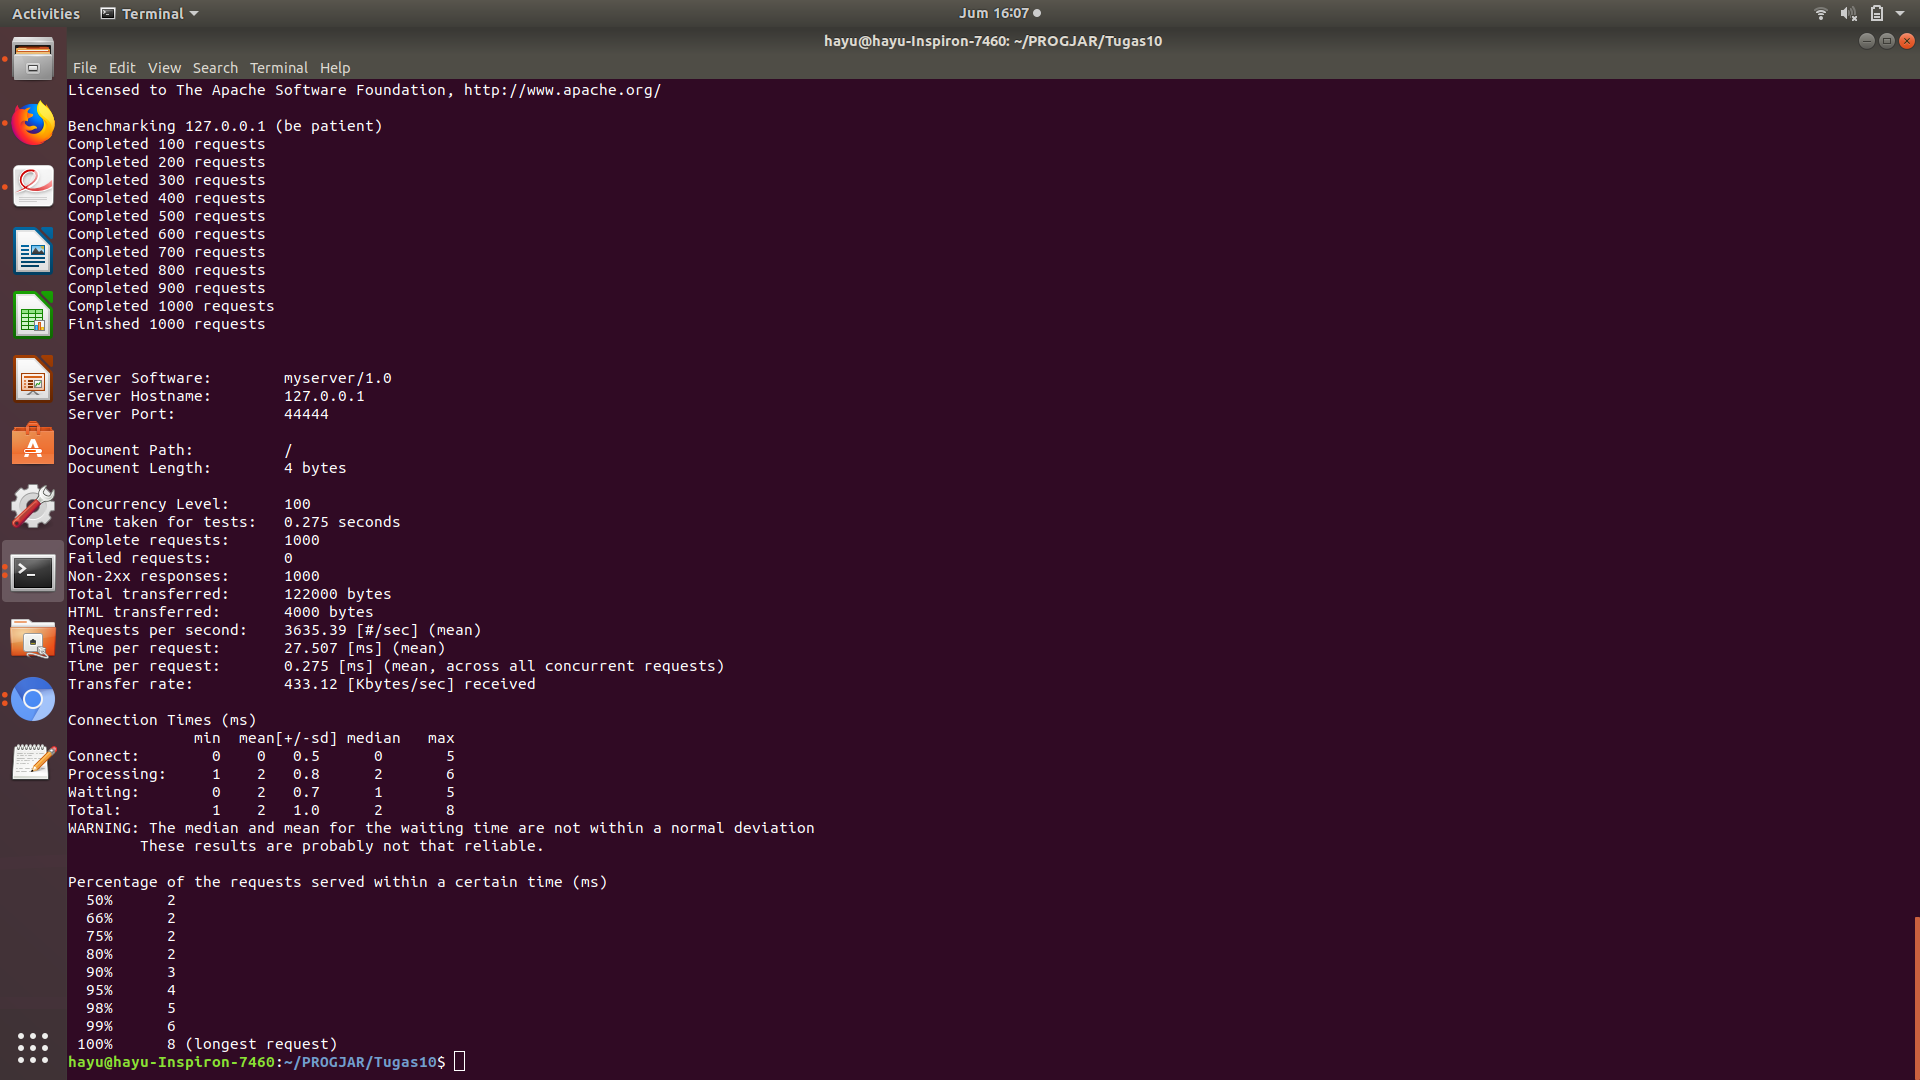 Activities Terminal Jum 16:07
hayu@hayu-Inspiron-7460: ~/PROGJAR/Tugas10
File Edit View Search Terminal Help
Licensed to The Apache Software Foundation, http://www.apache.org/
Benchmarking 127.0.0.1 (be patient)
Completed 100 requests
Completed 200 requests
Completed 300 requests
Completed 400 requests
Completed 500 requests
Completed 600 requests
Completed 700 requests
Completed 800 requests
Completed 900 requests
Completed 1000 requests
Finished 1000 requests
Server Software:        myserver/1.0
Server Hostname:        127.0.0.1
Server Port:            44444
Document Path:          /
Document Length:        4 bytes
Concurrency Level:      100
Time taken for tests:   0.275 seconds
Complete requests:      1000
Failed requests:        0
Non-2xx responses:      1000
Total transferred:      122000 bytes
HTML transferred:       4000 bytes
Requests per second:    3635.39 [#/sec] (mean)
Time per request:       27.507 [ms] (mean)
Time per request:       0.275 [ms] (mean, across all concurrent requests)
Transfer rate:          433.12 [Kbytes/sec] received
Connection Times (ms)
              min  mean[+/-sd] median   max
Connect:        0    0   0.5      0       5
Processing:     1    2   0.8      2       6
Waiting:        0    2   0.7      1       5
Total:          1    2   1.0      2       8
WARNING: The median and mean for the waiting time are not within a normal deviation
        These results are probably not that reliable.
Percentage of the requests served within a certain time (ms)
  50%      2
  66%      2
  75%      2
  80%      2
  90%      3
  95%      4
  98%      5
  99%      6
 100%      8 (longest request)
hayu@hayu-Inspiron-7460:~/PROGJAR/Tugas10$